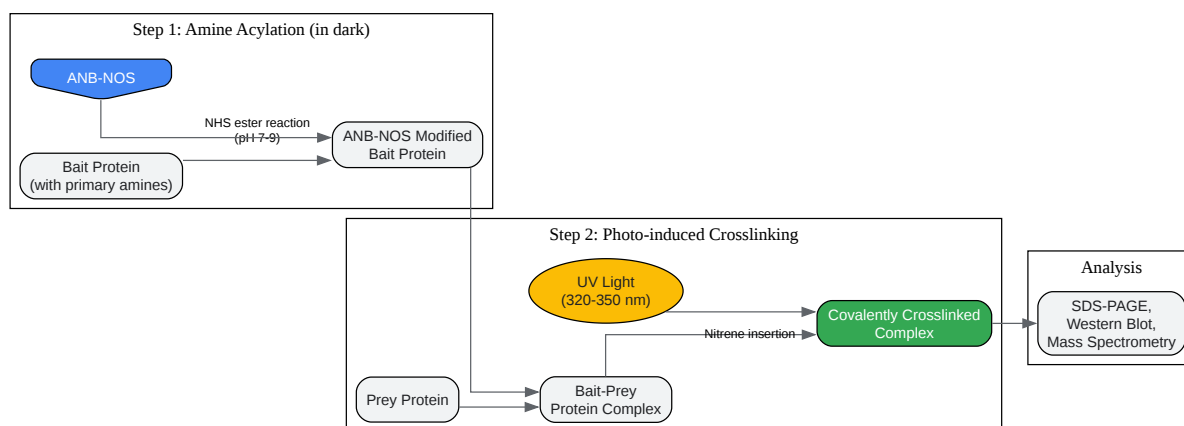 Step 1: Amine Acylation (in dark)
ANB-NOS
NHS ester reaction
(pH 7-9)
ANB-NOS Modified
Bait Protein
Bait Protein
(with primary amines)
Step 2: Photo-induced Crosslinking
UV Light
(320-350 nm)
Nitrene insertion
Covalently Crosslinked
Complex
Prey Protein
Bait-Prey
Protein Complex
Analysis
SDS-PAGE,
Western Blot,
Mass Spectrometry